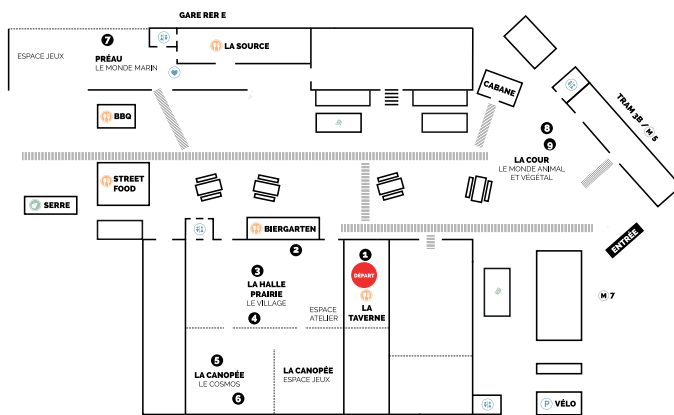 GARE RER E
7
PRÉAU
LE MONDE MARIN
ESPACE JEUX
LA SOURCE
CABANE
TRAM 3B / M 5
BBQ
8
9
LA COUR
LE MONDE ANIMAL
ET VÉGÉTAL
STREET
FOOD
SERRE
BIERGARTEN
ENTRÉE
2
1
DÉPART
3
LA HALLE
PRAIRIE
LE VILLAGE
4
ESPACE
ATELIER
LA
TAVERNE
M 7
5
LA CANOPÉE
LE COSMOS
6
LA CANOPÉE
ESPACE JEUX
P VÉLO